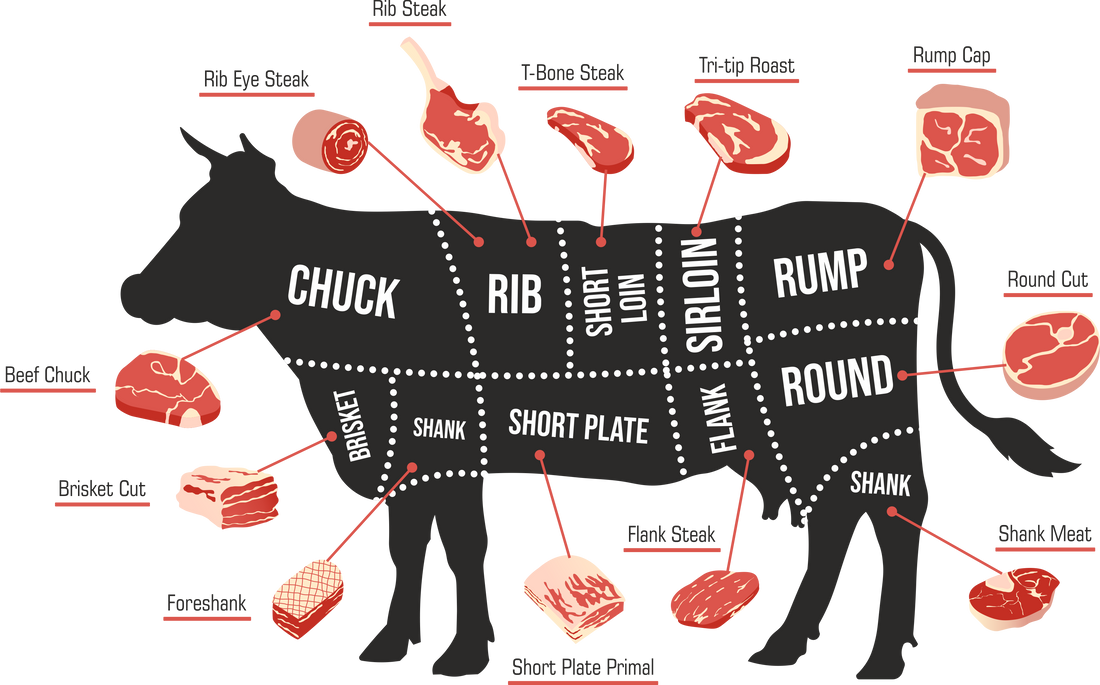 Rib Steak
Rib Eye Steak
T-Bone Steak
Tri-tip Roast
Rump Cap
CHUCK
RIB
SHORT
LOIN
SIRLOIN
RUMP
Round Cut
Beef Chuck
BRISKET
SHANK
SHORT PLATE
FLANK
ROUND
SHANK
Brisket Cut
Flank Steak
Shank Meat
Foreshank
Short Plate Primal